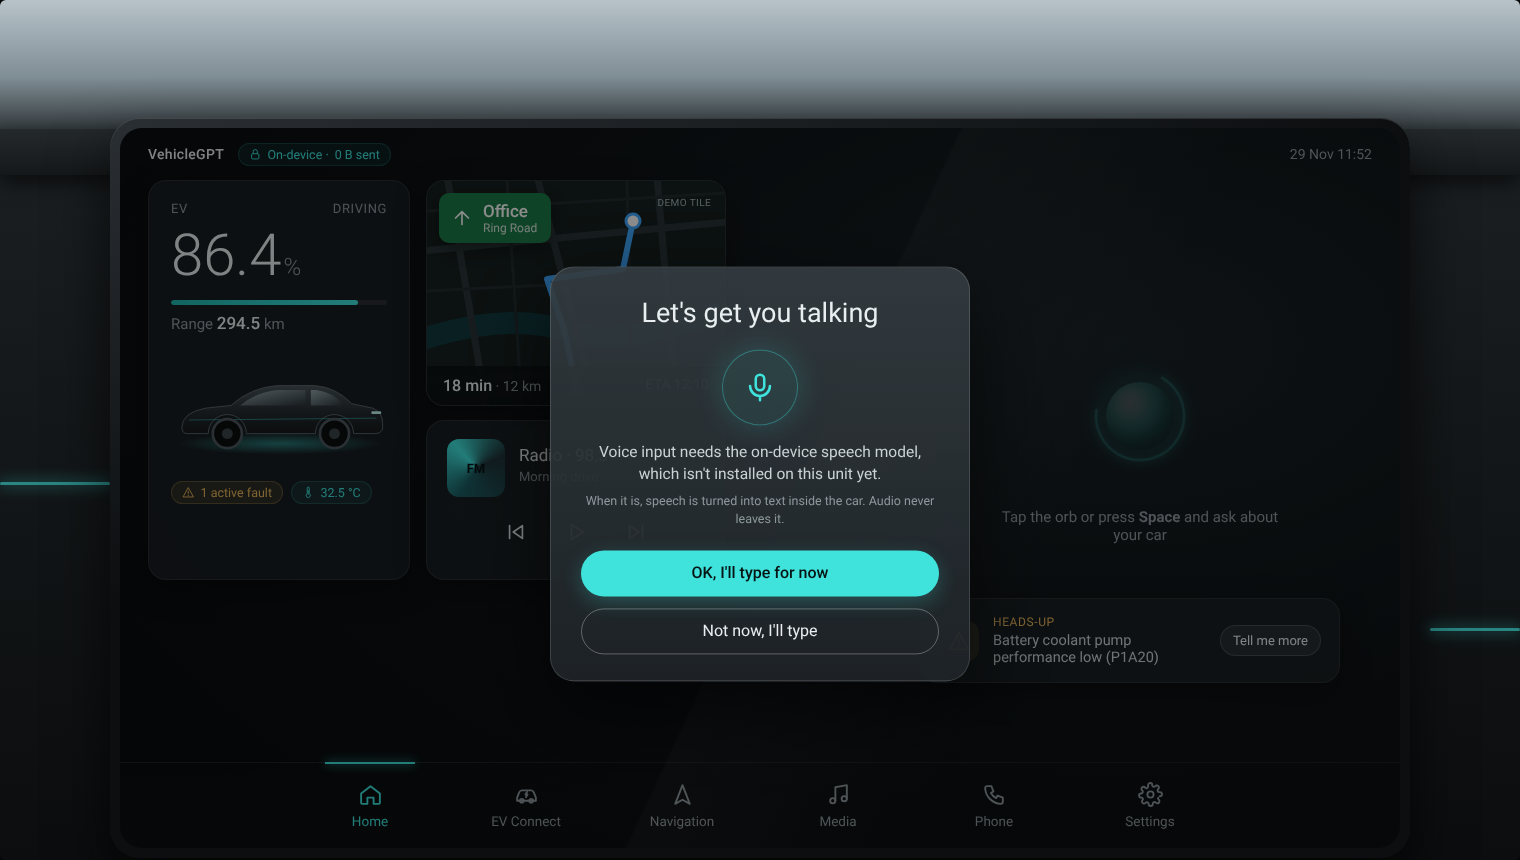 VehicleGPT
On-device · 0 B sent
29 Nov 11:52
EV
DRIVING
86.4%
Range 294.5 km
1 active fault
32.5 °C
Office
Ring Road
DEMO TILE
18 min · 12 km
FM
Let's get you talking
Voice input needs the on-device speech model,
which isn't installed on this unit yet.
When it is, speech is turned into text inside the car. Audio never
leaves it.
OK, I'll type for now
Not now, I'll type
Tap the orb or press Space and ask about
your car
HEADS-UP
Battery coolant pump
performance low (P1A20)
Tell me more
Home
EV Connect
Navigation
Media
Phone
Settings